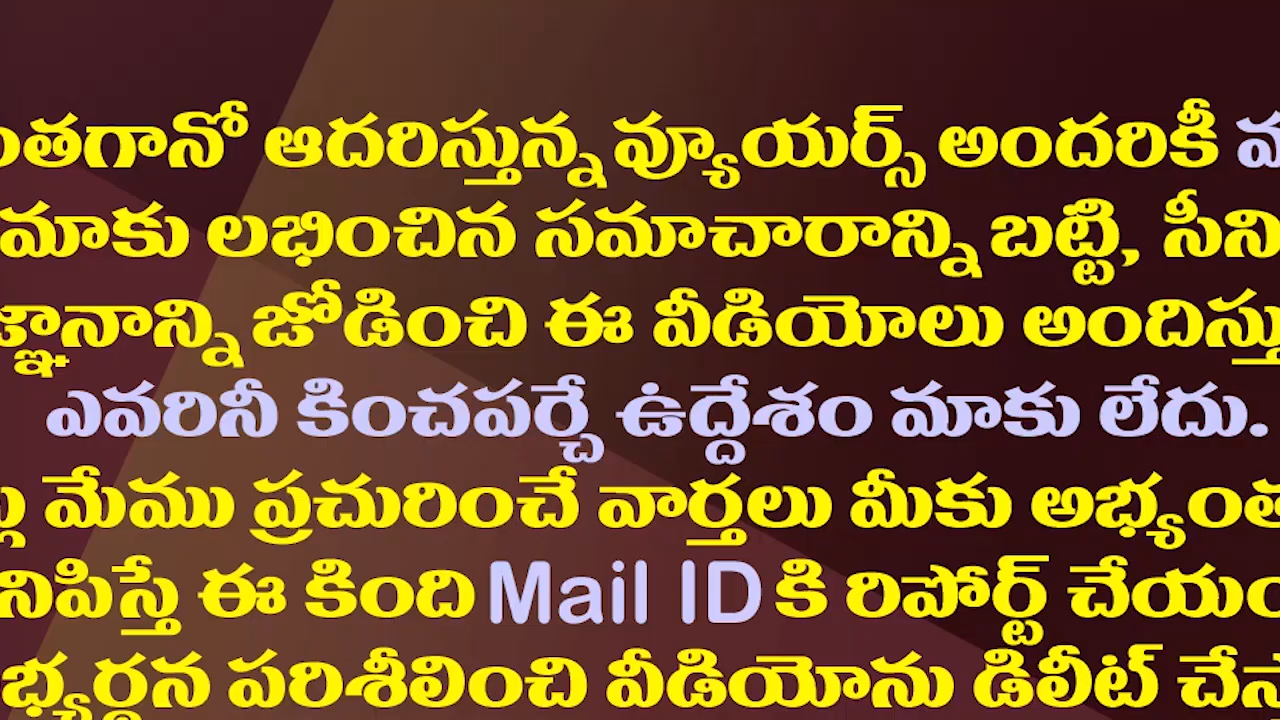 ఆదరిస్తున్న వ్యూయర్స్ అందరికీ
మాకు లభించిన సమాచారాన్ని బట్టి, సీని
జోడించి ఈ వీడియోలు
ఎవరినీ కించపర్చే ఉద్దేశం మాకు లేదు.
మేము ప్రచురించే వార్తలు మీకు
ఈ కింది Mail ID కి రిపోర్ట్
పరిశీలించి వీడియోను డిలీట్